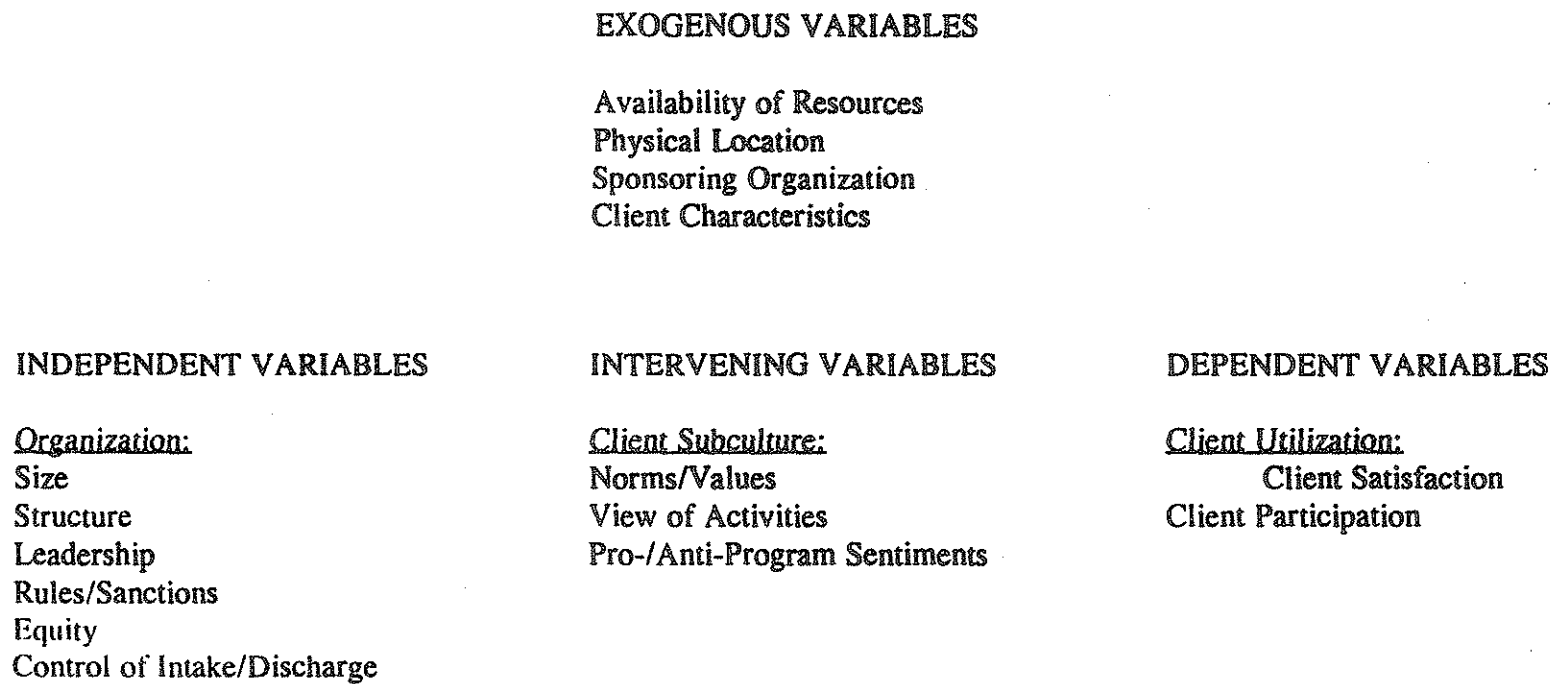 EXOGENOUS VARIABLES
Availability of Resources
Physical Location
Sponsoring Organization
Client Characteristics
INDEPENDENT VARIABLES
Organization:
Size
Structure
Leadership
Rules/Sanctions
Equity
Control of Intake/Discharge
INTERVENING VARIABLES
Client Subculture:
Norms/Values
View of Activities
Pro-/Anti-Program Sentiments
DEPENDENT VARIABLES
Client Utilization:
Client Satisfaction
Client Participation